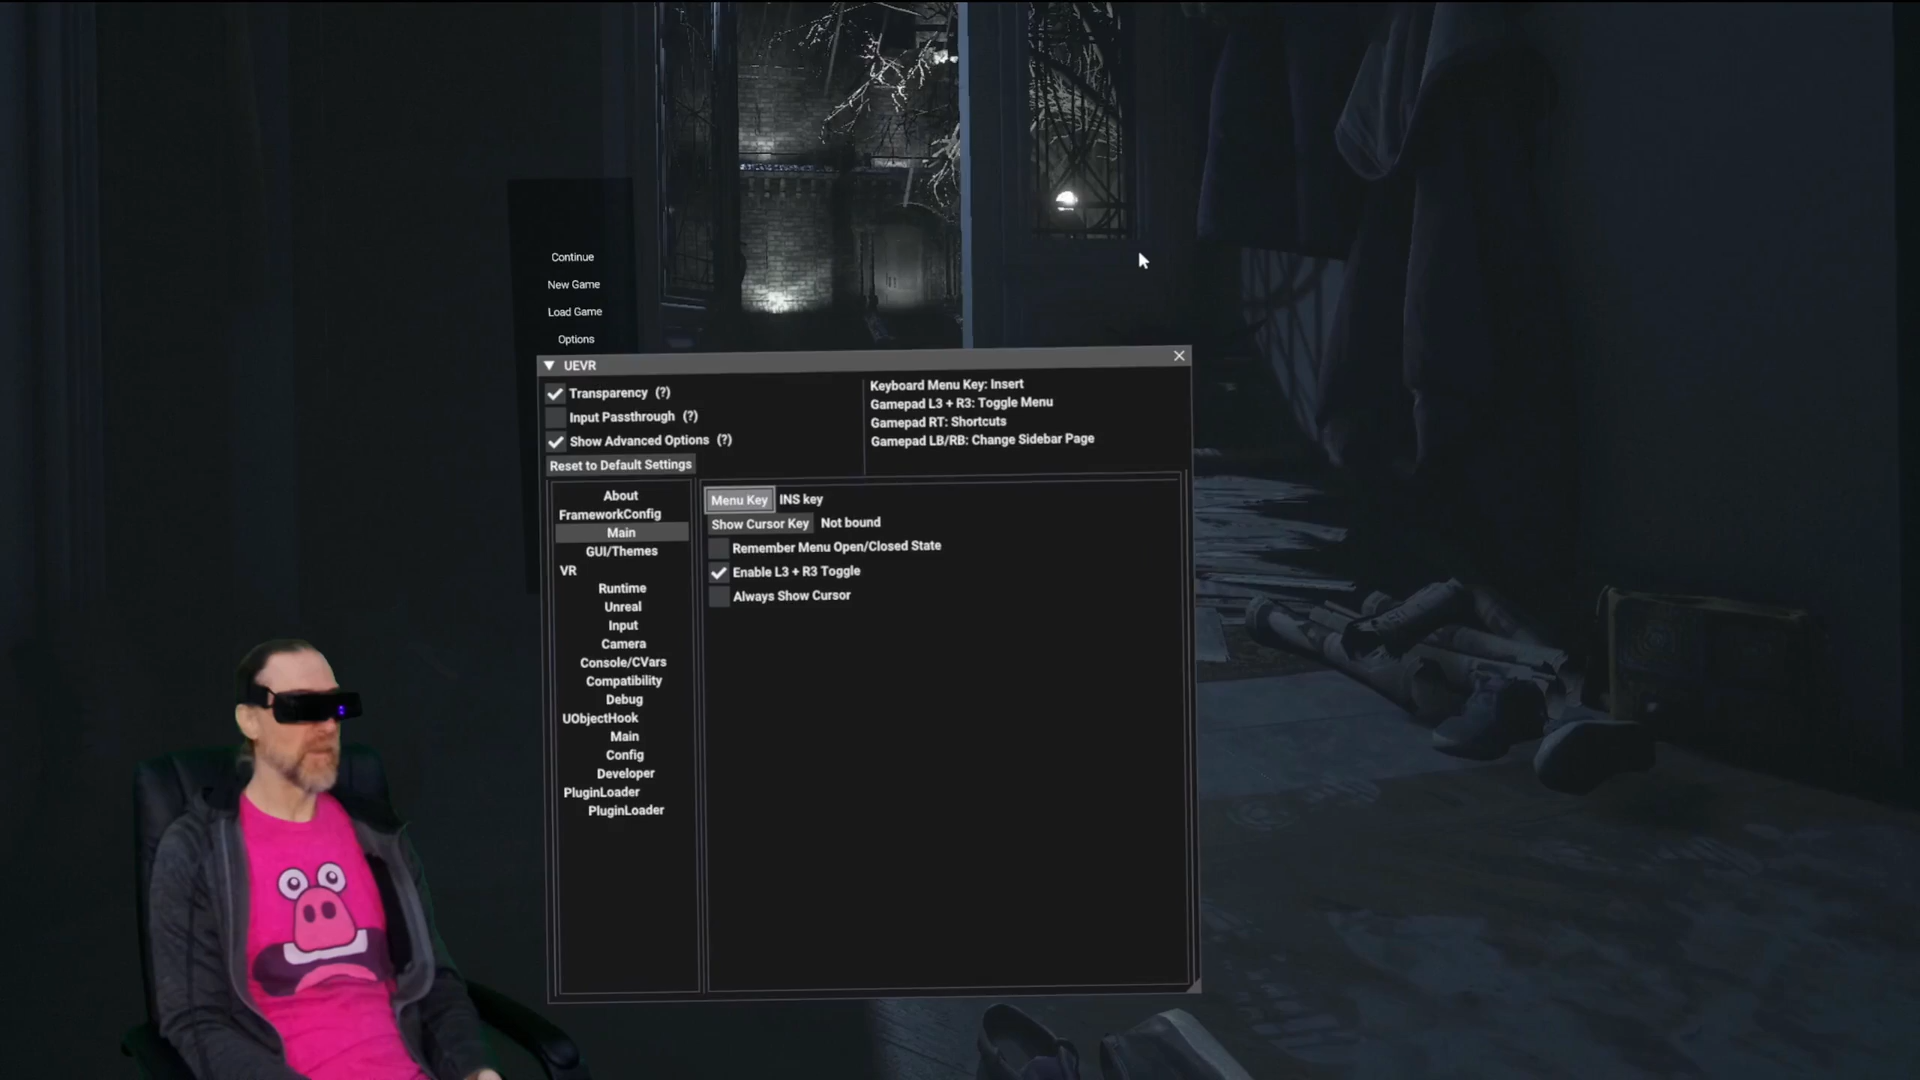 Continue
New Game
Load Game
Options
UEVR
Transparency (?)
Input Passthrough (?)
Show Advanced Options (?)
Reset to Default Settings
Keyboard Menu Key: Insert
Gamepad L3 + R3: Toggle Menu
Gamepad RT: Shortcuts
Gamepad LB/RB: Change Sidebar Page
About
FrameworkConfig
Main
GUI/Themes
VR
Runtime
Unreal
Input
Camera
Console/CVars
Compatibility
Debug
UObjectHook
Main
Config
Developer
PluginLoader
PluginLoader
Menu Key INS key
Show Cursor Key Not bound
Remember Menu Open/Closed State
Enable L3 + R3 Toggle
Always Show Cursor